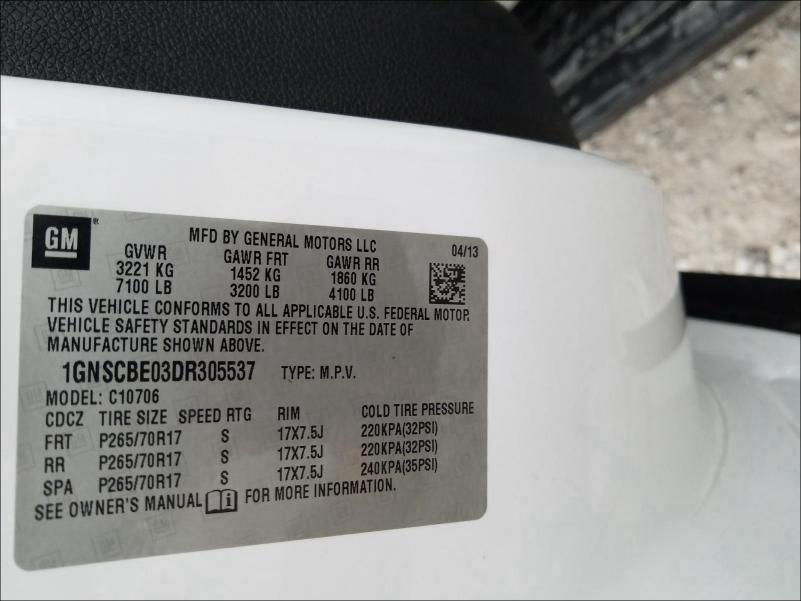 GM
MFD BY GENERAL MOTORS LLC 04/13
GVWR GAWR FRT GAWR RR
3221 KG 1452 KG 1860 KG
7100 LB 3200 LB 4100 LB
THIS VEHICLE CONFORMS TO ALL APPLICABLE U.S. FEDERAL MOTOR
VEHICLE SAFETY STANDARDS IN EFFECT ON THE DATE OF
MANUFACTURE SHOWN ABOVE.
1GNSCBE03DR305537 TYPE: M.P.V.
MODEL: C10706
CDCZ TIRE SIZE SPEED RTG RIM COLD TIRE PRESSURE
FRT P265/70R17 S 17X7.5J 220KPA(32PSI)
RR P265/70R17 S 17X7.5J 220KPA(32PSI)
SPA P265/70R17 S 17X7.5J 240KPA(35PSI)
SEE OWNER'S MANUAL i FOR MORE INFORMATION.